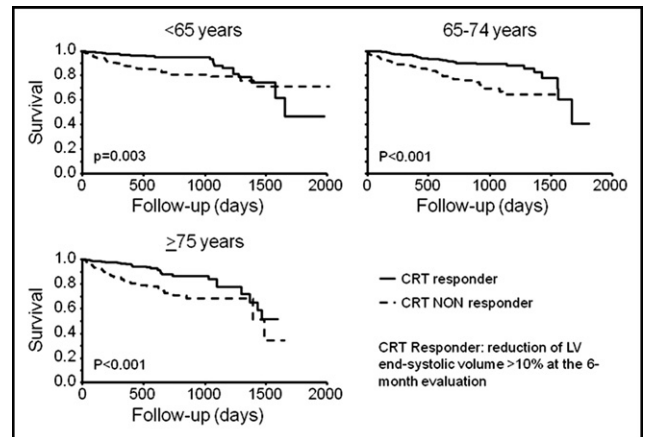 <65 years
1.0
0.8
0.6
0.4
0.2
0.0
Survival
p=0.003
0 500 1000 1500 2000
Follow-up (days)
65-74 years
1.0
0.8
0.6
0.4
0.2
0.0
P<0.001
0 500 1000 1500 2000
Follow-up (days)
≥75 years
1.0
0.8
0.6
0.4
0.2
0.0
Survival
P<0.001
0 500 1000 1500 2000
Follow-up (days)
CRT responder
CRT NON responder
CRT Responder: reduction of LV
end-systolic volume >10% at the 6-
month evaluation